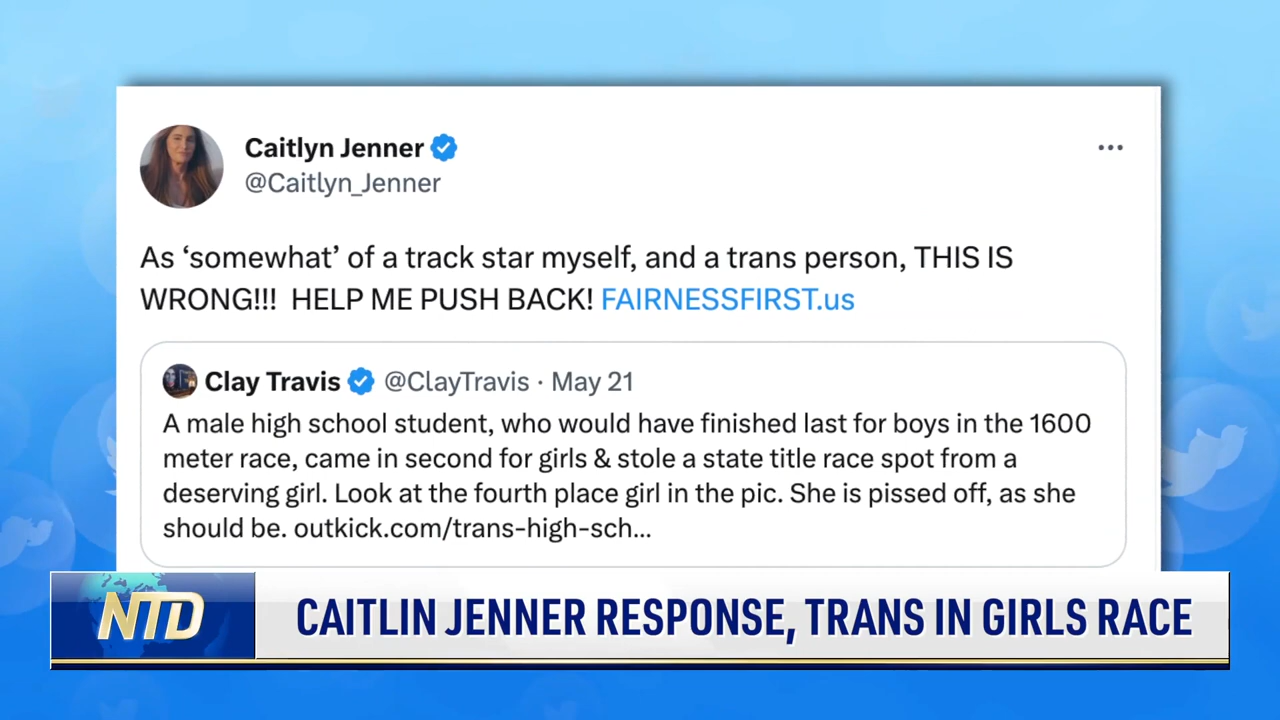 Caitlyn Jenner
@Caitlyn_Jenner
As ‘somewhat’ of a track star myself, and a trans person, THIS IS
WRONG!!!  HELP ME PUSH BACK! FAIRNESSFIRST.us
Clay Travis @ClayTravis · May 21
A male high school student, who would have finished last for boys in the 1600
meter race, came in second for girls & stole a state title race spot from a
deserving girl. Look at the fourth place girl in the pic. She is pissed off, as she
should be. outkick.com/trans-high-sch...
NTD
CAITLIN JENNER RESPONSE, TRANS IN GIRLS RACE